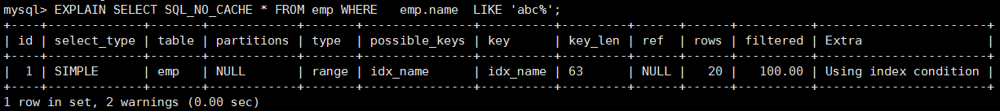 mysql> EXPLAIN SELECT SQL_NO_CACHE * FROM emp WHERE   emp.name  LIKE 'abc%';
+----+-------------+-------+------------+-------+---------------+----------+---------+------+------+----------+-----------------------+
| id | select_type | table | partitions | type  | possible_keys | key      | key_len | ref  | rows | filtered | Extra                 |
+----+-------------+-------+------------+-------+---------------+----------+---------+------+------+----------+-----------------------+
|  1 | SIMPLE      | emp   | NULL       | range | idx_name      | idx_name | 63      | NULL |   20 |   100.00 | Using index condition |
+----+-------------+-------+------------+-------+---------------+----------+---------+------+------+----------+-----------------------+
1 row in set, 2 warnings (0.00 sec)